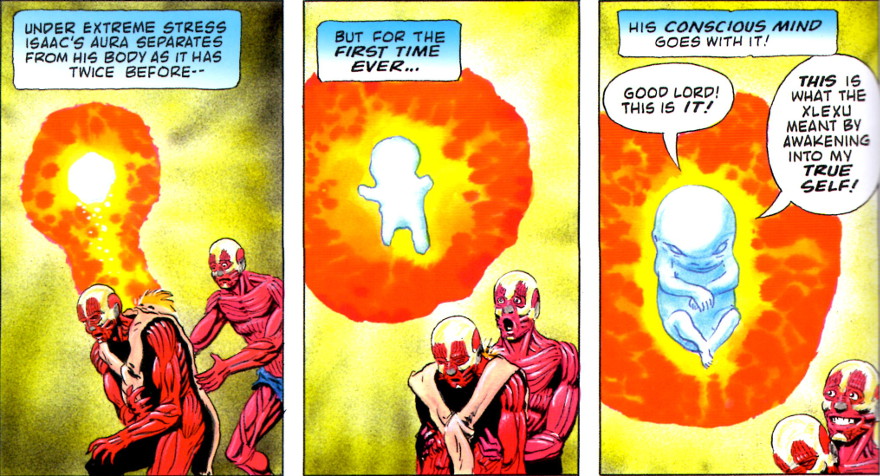 UNDER EXTREME STRESS
ISAAC'S AURA SEPARATES
FROM HIS BODY AS IT HAS
TWICE BEFORE--
BUT FOR THE
FIRST TIME
EVER...
HIS CONSCIOUS MIND
GOES WITH IT!
GOOD LORD!
THIS IS IT!
THIS IS
WHAT THE
XLEXU
MEANT BY
AWAKENING
INTO MY
TRUE
SELF!